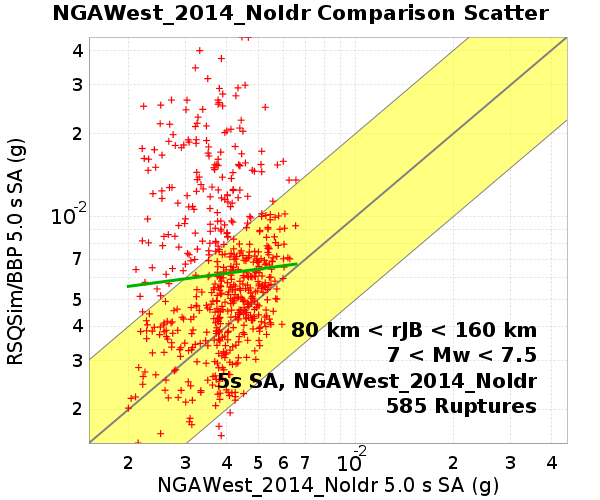 NGAWest_2014_NoIdr Comparison Scatter
RSQSim/BBP 5.0 s SA (g)
4
3
2
10-2
7
5
4
3
2
80 km < rJB < 160 km
7 < Mw < 7.5
5s SA, NGAWest_2014_NoIdr
585 Ruptures
2 3 4 5 6 7 10-2 2 3 4
NGAWest_2014_NoIdr 5.0 s SA (g)